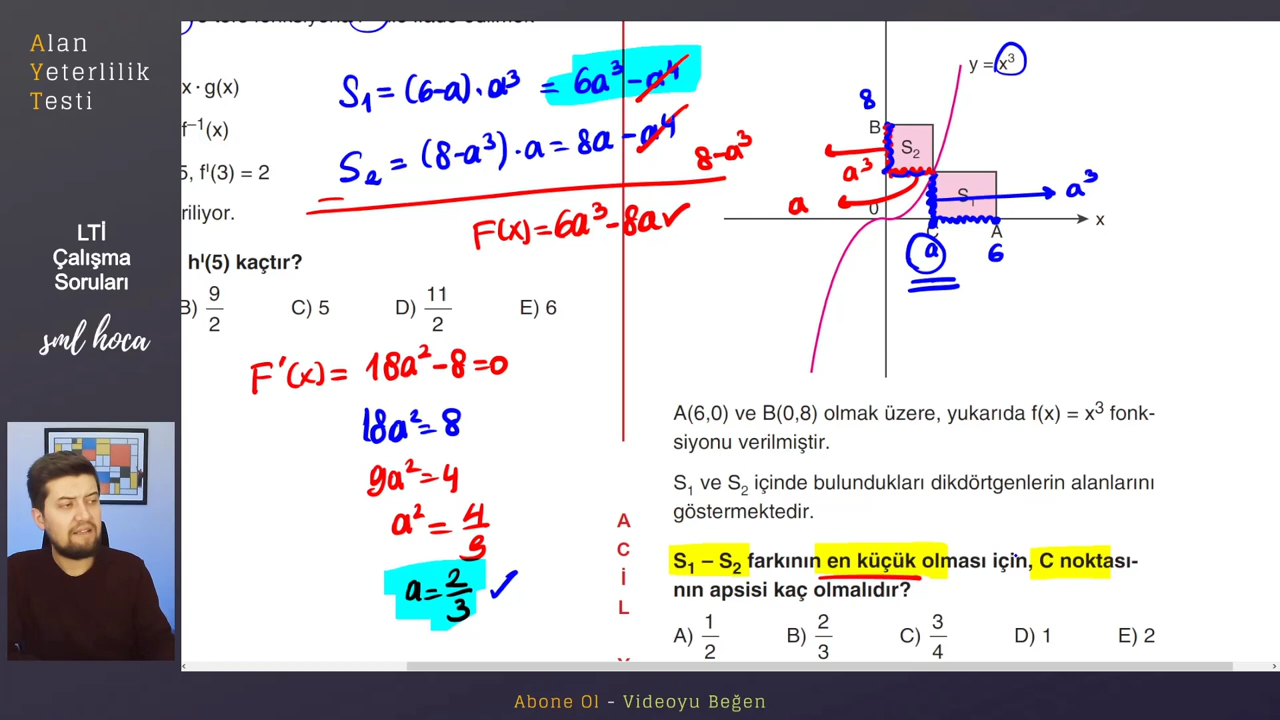 Alan
Yeterlilik
Testi
LTİ
Çalışma
Soruları
sml hoca
x · g(x)
f⁻¹(x)
5, f'(3) = 2
riliyor.
h'(5) kaçtır?
B) 9/2 C) 5 D) 11/2 E) 6
S₁ = (6-a) · a³ = 6a³ - a⁴
S₂ = (8-a³) · a = 8a - a⁴
F(x) = 6a³ - 8a
F'(x) = 18a² - 8 = 0
18a² = 8
9a² = 4
a² = 4/9
a = 2/3
A
C
İ
L
y = x³
8
B
S₂
8-a³
a³
a
S₁
a³
0
C
A
x
a
6
A(6,0) ve B(0,8) olmak üzere, yukarıda f(x) = x³ fonk-
siyonu verilmiştir.
S₁ ve S₂ içinde bulundukları dikdörtgenlerin alanlarını
göstermektedir.
S₁ – S₂ farkının en küçük olması için, C noktası-
nın apsisi kaç olmalıdır?
A) 1/2 B) 2/3 C) 3/4 D) 1 E) 2
Abone Ol - Videoyu Beğen